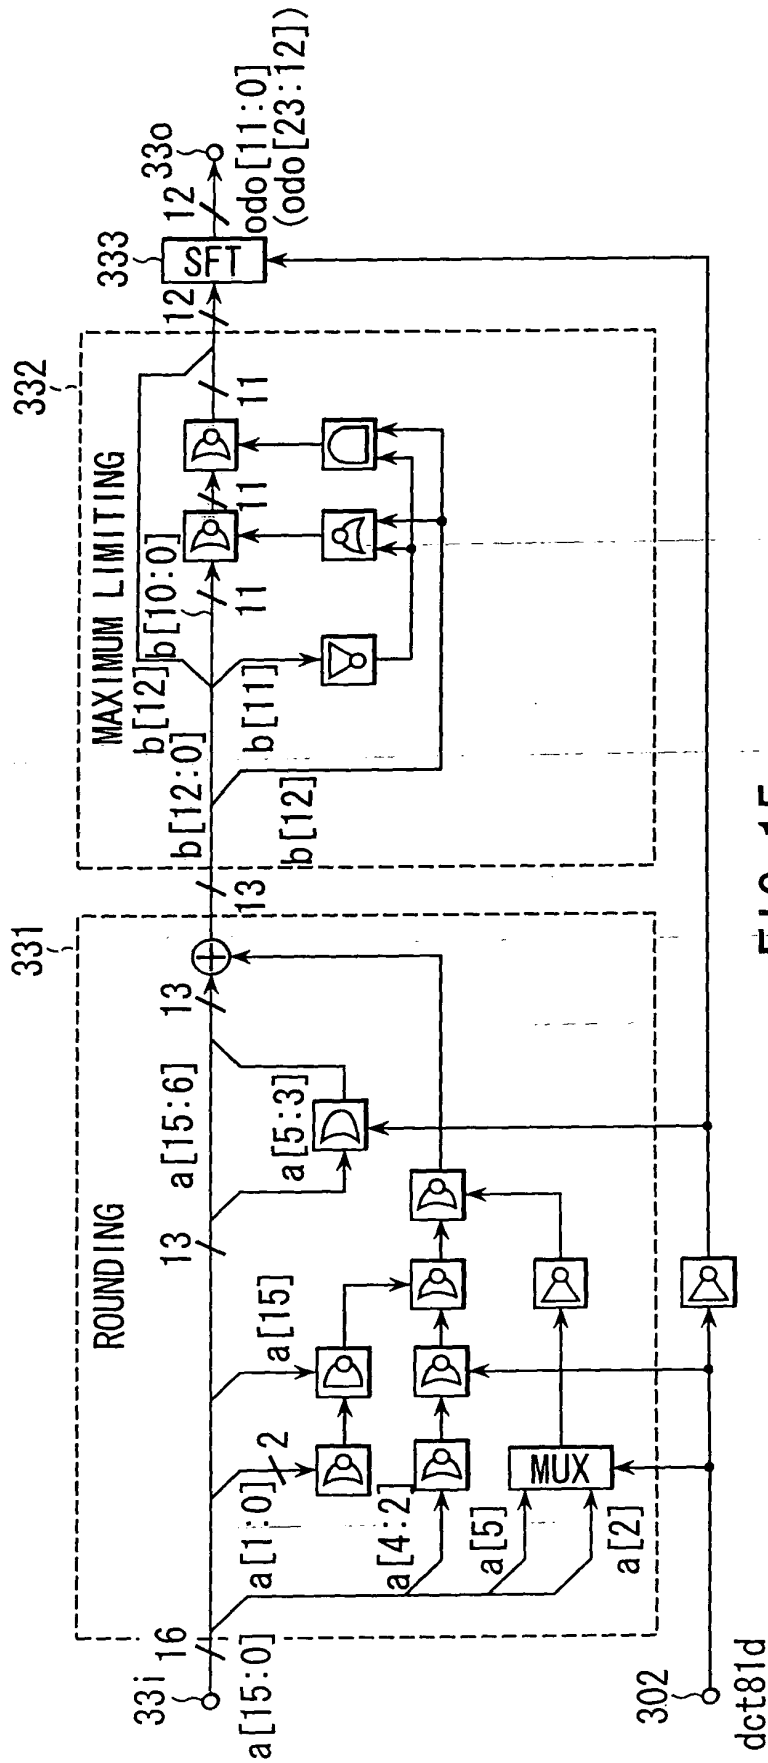 331
332
333
33o
ROUNDING
MAXIMUM LIMITING
33i
16
a[15:0]
13
a[15:6]
13
13
b[12:0]
b[12]
b[10:0]
11
11
11
12
SFT
12
odo[11:0]
(odo[23:12])
a[1:0]
2
a[15]
a[5:3]
b[12]
b[11]
a[4:2]
a[5]
a[2]
MUX
302
dct81d